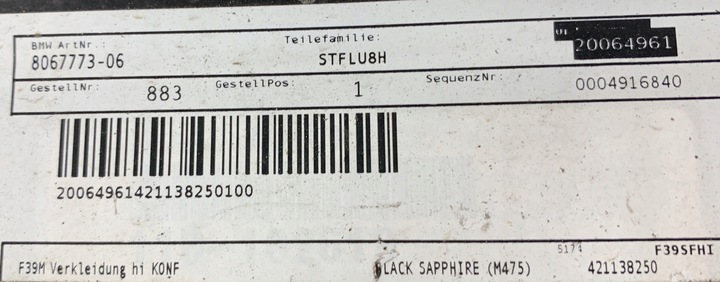 BMW ArtNr.: Teilefamilie: 20064961
8067773-06 STFLU8H
GestellNr: 883 GestellPos: 1 SequenzNr: 0004916840
20064961421138250100
F39SFHI
F39M Verkleidung hi KONF BLACK SAPPHIRE (M475) 421138250